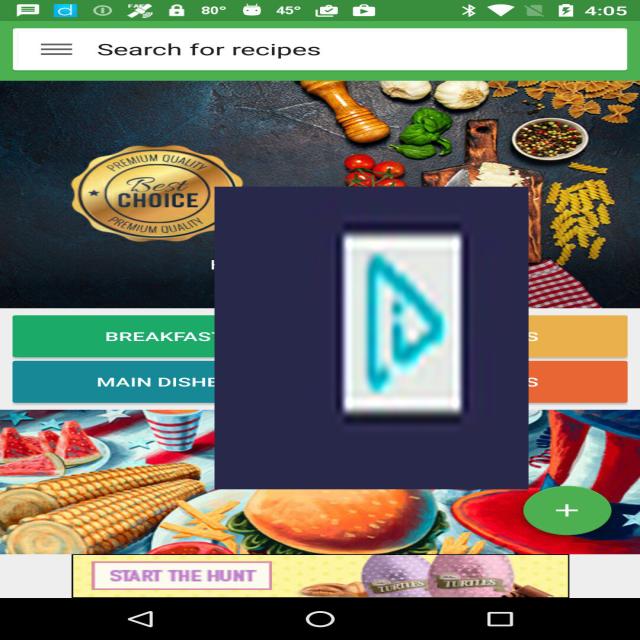 80° 45° 4:05
Search for recipes
PREMIUM QUALITY
Best
CHOICE
PREMIUM QUALITY
BREAKFAS
S
MAIN DISHE
S
+
START THE HUNT
TURTLES TURTLES